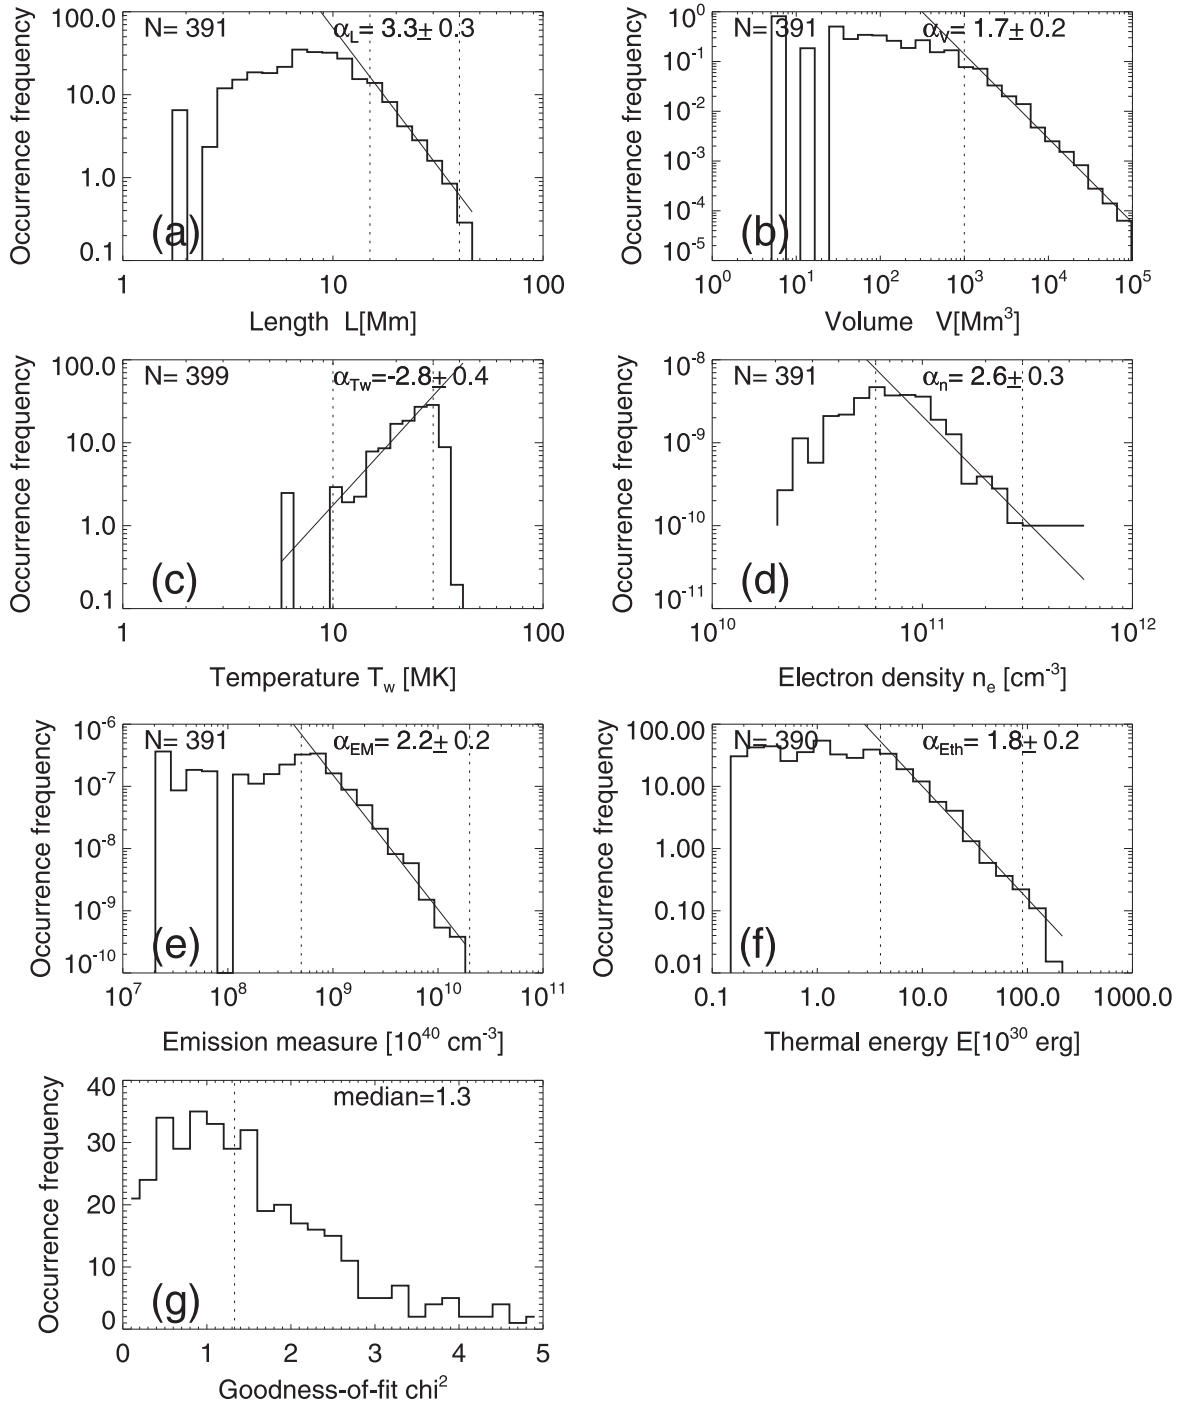 N= 391
α_L= 3.3± 0.3
100.0
10.0
1.0
0.1
Occurrence frequency
(a)
1 10 100
Length L[Mm]
N= 391
α_V= 1.7± 0.2
10^0
10^-1
10^-2
10^-3
10^-4
10^-5
Occurrence frequency
(b)
10^0 10^1 10^2 10^3 10^4 10^5
Volume V[Mm^3]
N= 399
α_Tw=-2.8± 0.4
100.0
10.0
1.0
0.1
Occurrence frequency
(c)
1 10 100
Temperature T_w [MK]
N= 391
α_n= 2.6± 0.3
10^-8
10^-9
10^-10
10^-11
Occurrence frequency
(d)
10^10 10^11 10^12
Electron density n_e [cm^-3]
N= 391
α_EM= 2.2± 0.2
10^-6
10^-7
10^-8
10^-9
10^-10
Occurrence frequency
(e)
10^7 10^8 10^9 10^10 10^11
Emission measure [10^40 cm^-3]
N= 390
α_Eth= 1.8± 0.2
100.00
10.00
1.00
0.10
0.01
Occurrence frequency
(f)
0.1 1.0 10.0 100.0 1000.0
Thermal energy E[10^30 erg]
median=1.3
40
30
20
10
0
Occurrence frequency
(g)
0 1 2 3 4 5
Goodness-of-fit chi^2